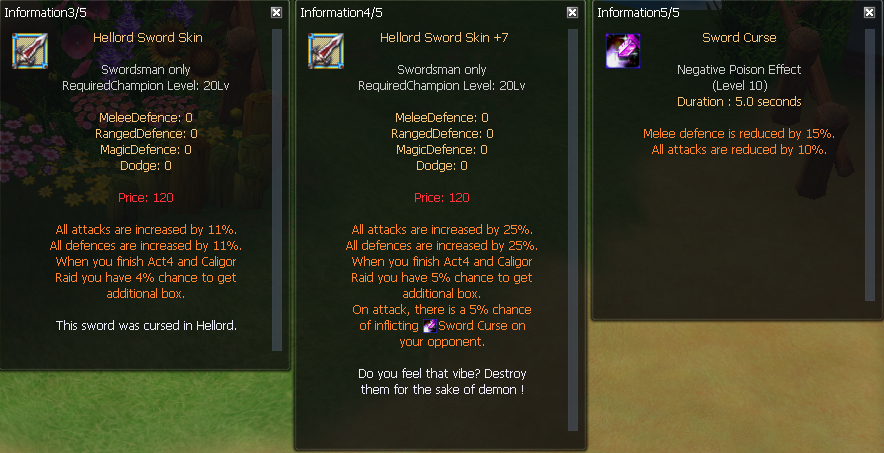 Information3/5
Hellord Sword Skin
Swordsman only
RequiredChampion Level: 20Lv
MeleeDefence: 0
RangedDefence: 0
MagicDefence: 0
Dodge: 0
Price: 120
All attacks are increased by 11%.
All defences are increased by 11%.
When you finish Act4 and Caligor
Raid you have 4% chance to get
additional box.
This sword was cursed in Hellord.
Information4/5
Hellord Sword Skin +7
Swordsman only
RequiredChampion Level: 20Lv
MeleeDefence: 0
RangedDefence: 0
MagicDefence: 0
Dodge: 0
Price: 120
All attacks are increased by 25%.
All defences are increased by 25%.
When you finish Act4 and Caligor
Raid you have 5% chance to get
additional box.
On attack, there is a 5% chance
of inflicting Sword Curse on
your opponent.
Do you feel that vibe? Destroy
them for the sake of demon !
Information5/5
Sword Curse
Negative Poison Effect
(Level 10)
Duration : 5.0 seconds
Melee defence is reduced by 15%.
All attacks are reduced by 10%.